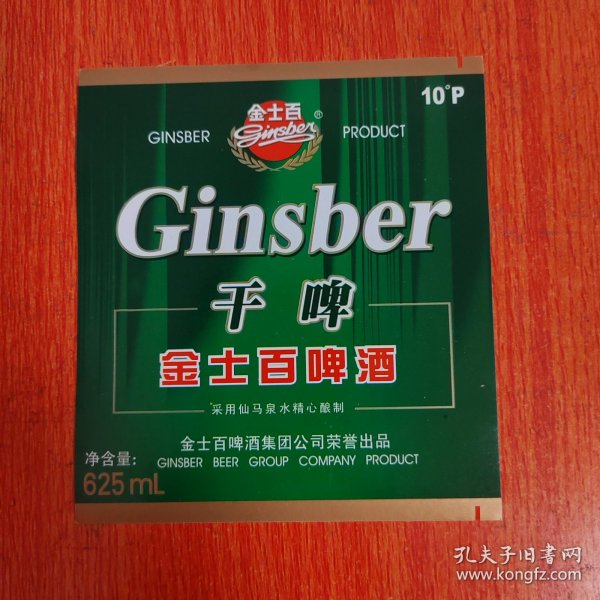 金士百
Ginsber®
GINSBER PRODUCT
10°P
Ginsber
干啤
金士百啤酒
采用仙马泉水精心酿制
金士百啤酒集团公司荣誉出品
GINSBER BEER GROUP COMPANY PRODUCT
净含量:
625mL
孔夫子旧书网
www.kongfz.com